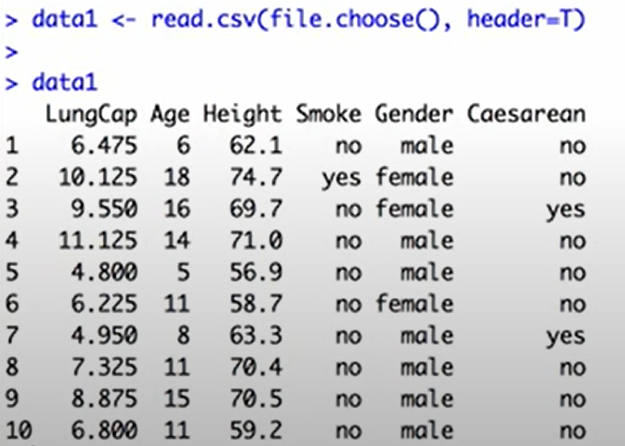 > data1 <- read.csv(file.choose(), header=T)
>
> data1
LungCap Age Height Smoke Gender Caesarean
1 6.475 6 62.1 no male no
2 10.125 18 74.7 yes female no
3 9.550 16 69.7 no female yes
4 11.125 14 71.0 no male no
5 4.800 5 56.9 no male no
6 6.225 11 58.7 no female no
7 4.950 8 63.3 no male yes
8 7.325 11 70.4 no male no
9 8.875 15 70.5 no male no
10 6.800 11 59.2 no male no